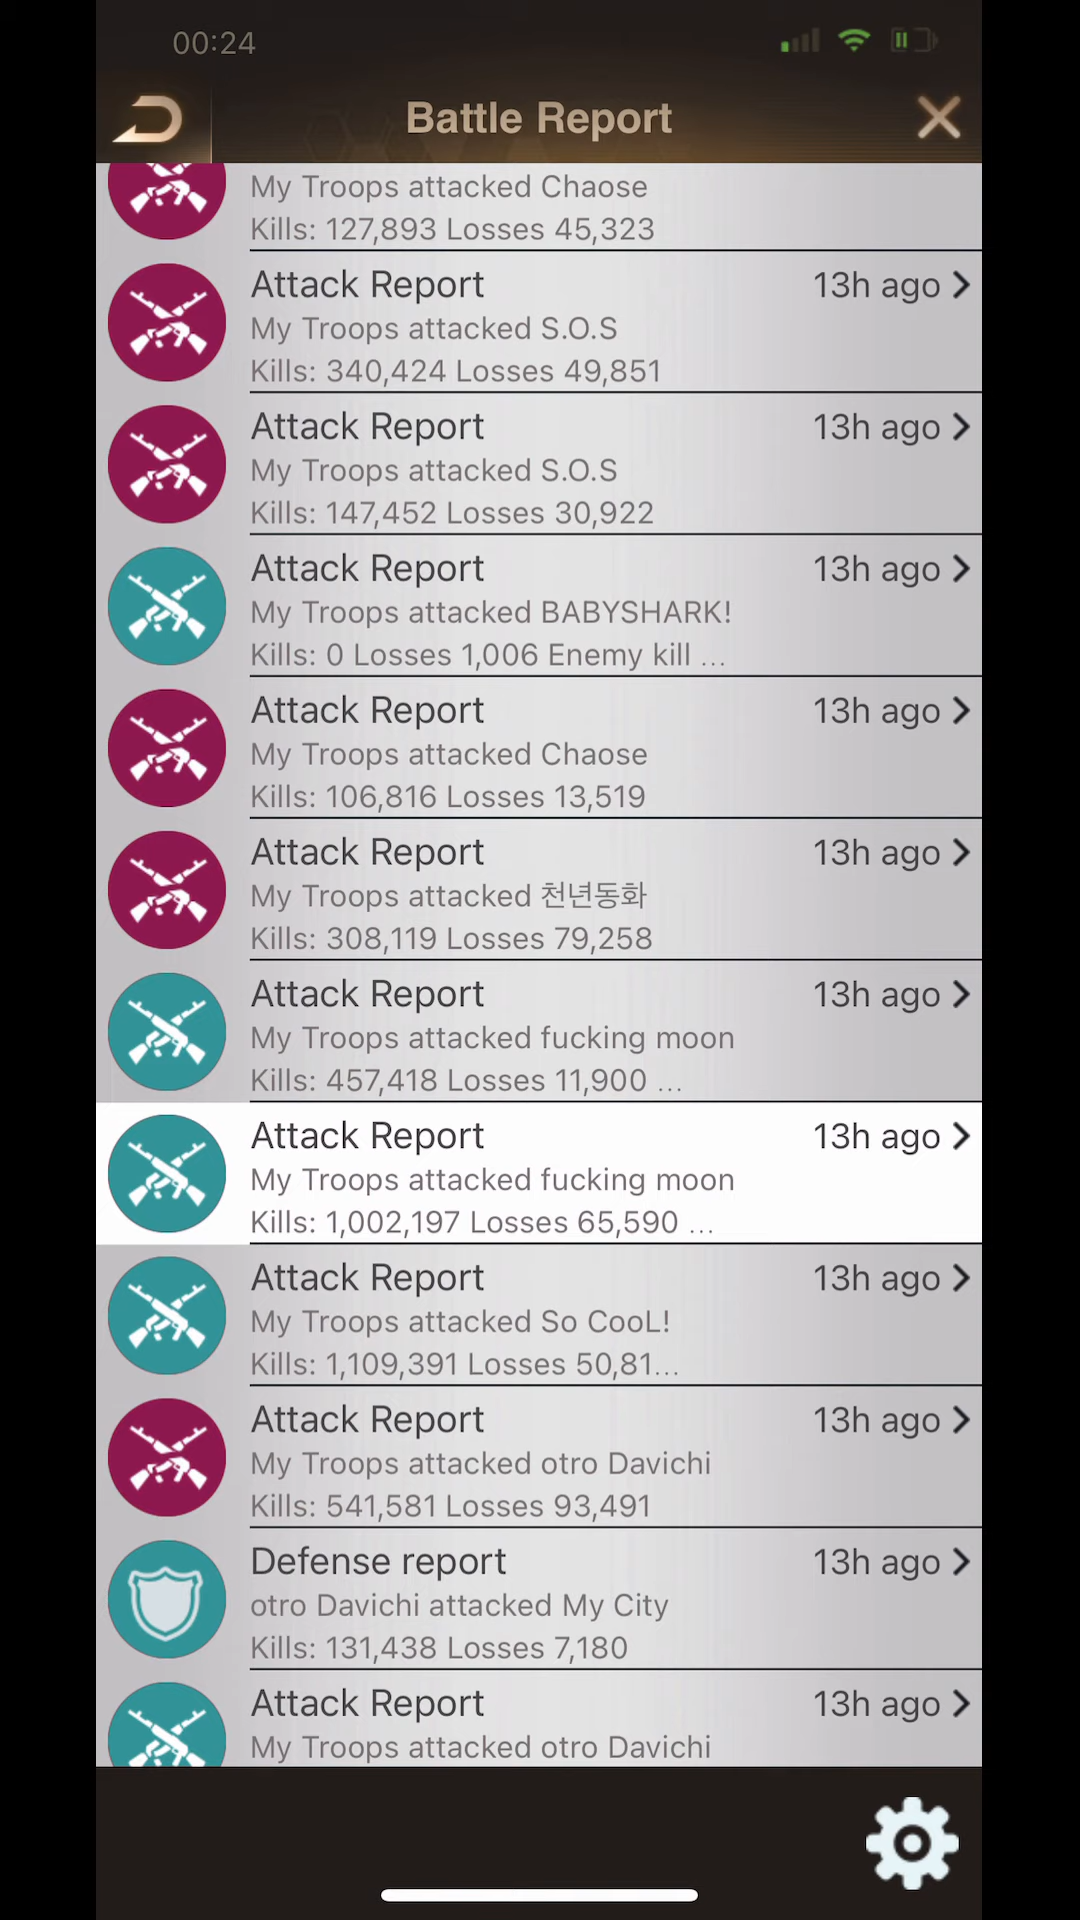 00:24
Battle Report
My Troops attacked Chaose
Kills: 127,893 Losses 45,323
Attack Report 13h ago
My Troops attacked S.O.S
Kills: 340,424 Losses 49,851
Attack Report 13h ago
My Troops attacked S.O.S
Kills: 147,452 Losses 30,922
Attack Report 13h ago
My Troops attacked BABYSHARK!
Kills: 0 Losses 1,006 Enemy kill ...
Attack Report 13h ago
My Troops attacked Chaose
Kills: 106,816 Losses 13,519
Attack Report 13h ago
My Troops attacked 천년동화
Kills: 308,119 Losses 79,258
Attack Report 13h ago
My Troops attacked fucking moon
Kills: 457,418 Losses 11,900 ...
Attack Report 13h ago
My Troops attacked fucking moon
Kills: 1,002,197 Losses 65,590 ...
Attack Report 13h ago
My Troops attacked So CooL!
Kills: 1,109,391 Losses 50,81...
Attack Report 13h ago
My Troops attacked otro Davichi
Kills: 541,581 Losses 93,491
Defense report 13h ago
otro Davichi attacked My City
Kills: 131,438 Losses 7,180
Attack Report 13h ago
My Troops attacked otro Davichi